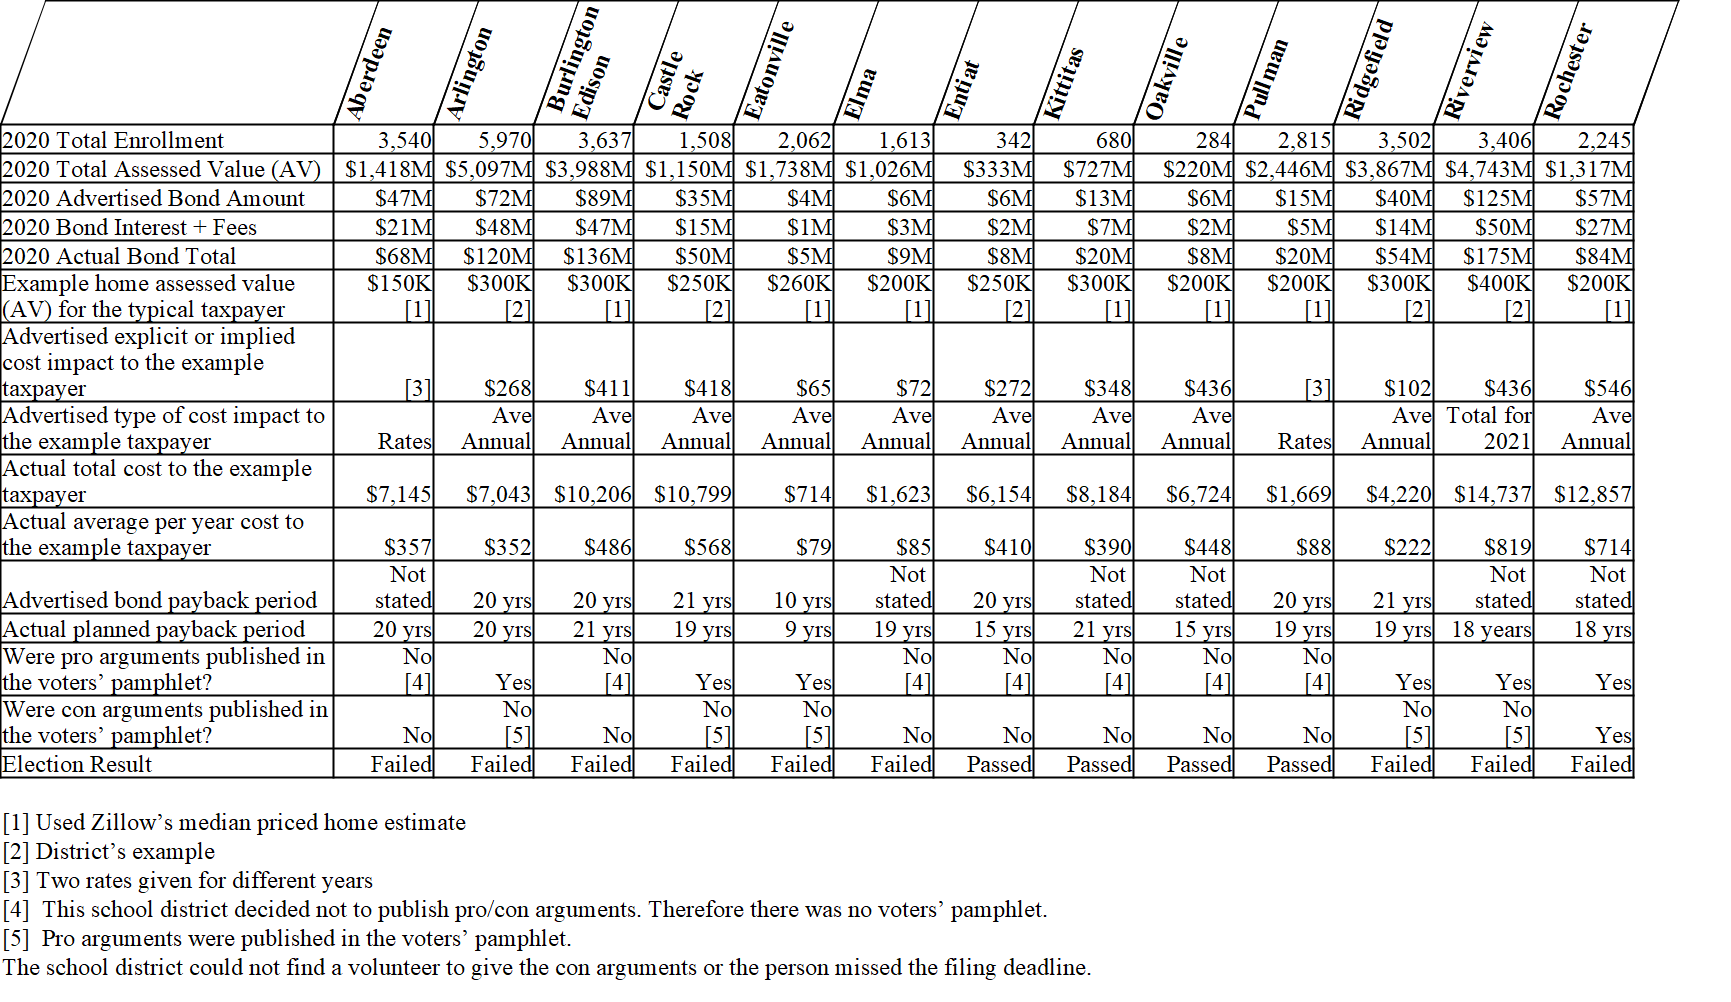 Aberdeen Arlington Burlington Edison Castle Rock Eatonville Elma Entiat Kittitas Oakville Pullman Ridgefield Riverview Rochester
2020 Total Enrollment 3,540 5,970 3,637 1,508 2,062 1,613 342 680 284 2,815 3,502 3,406 2,245
2020 Total Assessed Value (AV) $1,418M $5,097M $3,988M $1,150M $1,738M $1,026M $333M $727M $220M $2,446M $3,867M $4,743M $1,317M
2020 Advertised Bond Amount $47M $72M $89M $35M $4M $6M $6M $13M $6M $15M $40M $125M $57M
2020 Bond Interest + Fees $21M $48M $47M $15M $1M $3M $2M $7M $2M $5M $14M $50M $27M
2020 Actual Bond Total $68M $120M $136M $50M $5M $9M $8M $20M $8M $20M $54M $175M $84M
Example home assessed value $150K $300K $300K $250K $260K $200K $250K $300K $200K $200K $300K $400K $200K
(AV) for the typical taxpayer [1] [2] [1] [2] [1] [1] [2] [1] [1] [1] [2] [2] [1]
Advertised explicit or implied
cost impact to the example
taxpayer [3] $268 $411 $418 $65 $72 $272 $348 $436 [3] $102 $436 $546
Advertised type of cost impact to Ave Ave Ave Ave Ave Ave Ave Ave Ave Total for Ave
the example taxpayer Rates Annual Annual Annual Annual Annual Annual Annual Annual Rates Annual 2021 Annual
Actual total cost to the example
taxpayer $7,145 $7,043 $10,206 $10,799 $714 $1,623 $6,154 $8,184 $6,724 $1,669 $4,220 $14,737 $12,857
Actual average per year cost to
the example taxpayer $357 $352 $486 $568 $79 $85 $410 $390 $448 $88 $222 $819 $714
Not Not Not Not Not Not
Advertised bond payback period stated 20 yrs 20 yrs 21 yrs 10 yrs stated 20 yrs stated stated 20 yrs 21 yrs stated stated
Actual planned payback period 20 yrs 20 yrs 21 yrs 19 yrs 9 yrs 19 yrs 15 yrs 21 yrs 15 yrs 19 yrs 19 yrs 18 years 18 yrs
Were pro arguments published in No No No No No No No
the voters’ pamphlet? [4] Yes [4] Yes Yes [4] [4] [4] [4] [4] Yes Yes Yes
Were con arguments published in No No No No No
the voters’ pamphlet? No [5] No [5] [5] No No No No No [5] [5] Yes
Election Result Failed Failed Failed Failed Failed Failed Passed Passed Passed Passed Failed Failed Failed
[1] Used Zillow’s median priced home estimate
[2] District’s example
[3] Two rates given for different years
[4] This school district decided not to publish pro/con arguments. Therefore there was no voters’ pamphlet.
[5] Pro arguments were published in the voters’ pamphlet.
The school district could not find a volunteer to give the con arguments or the person missed the filing deadline.